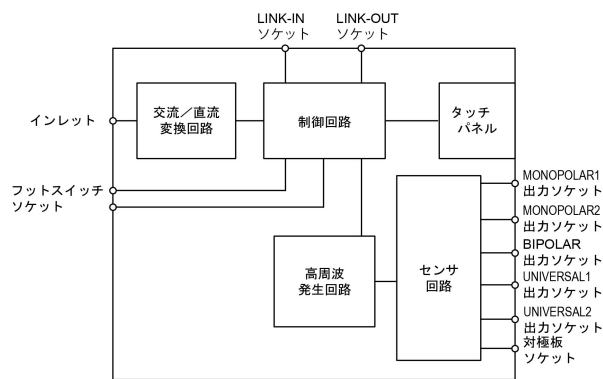 LINK-IN
ソケット
LINK-OUT
ソケット
インレット
交流／直流
変換回路
制御回路
タッチ
パネル
フットスイッチ
ソケット
高周波
発生回路
センサ
回路
MONOPOLAR1
出力ソケット
MONOPOLAR2
出力ソケット
BIPOLAR
出力ソケット
UNIVERSAL1
出力ソケット
UNIVERSAL2
出力ソケット
対極板
ソケット